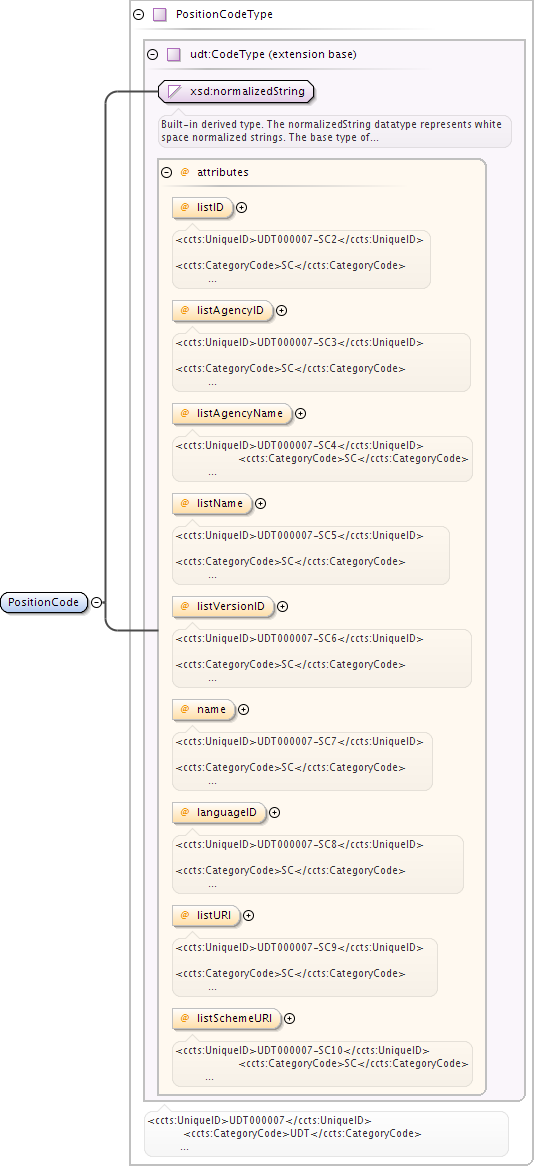 PositionCodeType
udt:CodeType (extension base)
xsd:normalizedString
Built-in derived type. The normalizedString datatype represents white
space normalized strings. The base type of...
@ attributes
@ listID
<ccts:UniqueID>UDT000007-SC2</ccts:UniqueID>
<ccts:CategoryCode>SC</ccts:CategoryCode>
...
@ listAgencyID
<ccts:UniqueID>UDT000007-SC3</ccts:UniqueID>
<ccts:CategoryCode>SC</ccts:CategoryCode>
...
@ listAgencyName
<ccts:UniqueID>UDT000007-SC4</ccts:UniqueID>
<ccts:CategoryCode>SC</ccts:CategoryCode>
...
@ listName
<ccts:UniqueID>UDT000007-SC5</ccts:UniqueID>
<ccts:CategoryCode>SC</ccts:CategoryCode>
...
PositionCode
@ listVersionID
<ccts:UniqueID>UDT000007-SC6</ccts:UniqueID>
<ccts:CategoryCode>SC</ccts:CategoryCode>
...
@ name
<ccts:UniqueID>UDT000007-SC7</ccts:UniqueID>
<ccts:CategoryCode>SC</ccts:CategoryCode>
...
@ languageID
<ccts:UniqueID>UDT000007-SC8</ccts:UniqueID>
<ccts:CategoryCode>SC</ccts:CategoryCode>
...
@ listURI
<ccts:UniqueID>UDT000007-SC9</ccts:UniqueID>
<ccts:CategoryCode>SC</ccts:CategoryCode>
...
@ listSchemeURI
<ccts:UniqueID>UDT000007-SC10</ccts:UniqueID>
<ccts:CategoryCode>SC</ccts:CategoryCode>
...
<ccts:UniqueID>UDT000007</ccts:UniqueID>
<ccts:CategoryCode>UDT</ccts:CategoryCode>
...